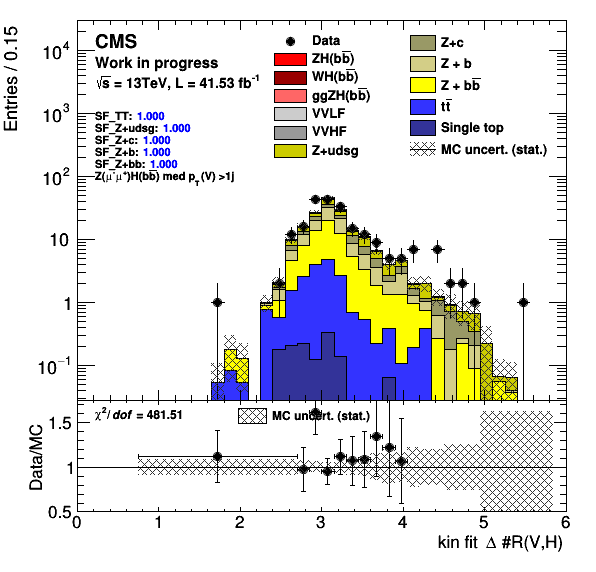 CMS
Work in progress
√s = 13TeV, L = 41.53 fb⁻¹
SF_TT: 1.000
SF_Z+udsg: 1.000
SF_Z+c: 1.000
SF_Z+b: 1.000
SF_Z+bb: 1.000
Z(μ⁻μ⁺)H(bb̅) med p_T(V) >1j
Data
ZH(bb̅)
WH(bb̅)
ggZH(bb̅)
VVLF
VVHF
Z+udsg
Z+c
Z + b
Z + bb̅
tt̅
Single top
MC uncert. (stat.)
Entries / 0.15
10⁴
10³
10²
10
1
10⁻¹
χ²/dof = 481.51
MC uncert. (stat.)
Data/MC
1.5
1
0.5
0 1 2 3 4 5 6
kin fit Δ #R(V,H)